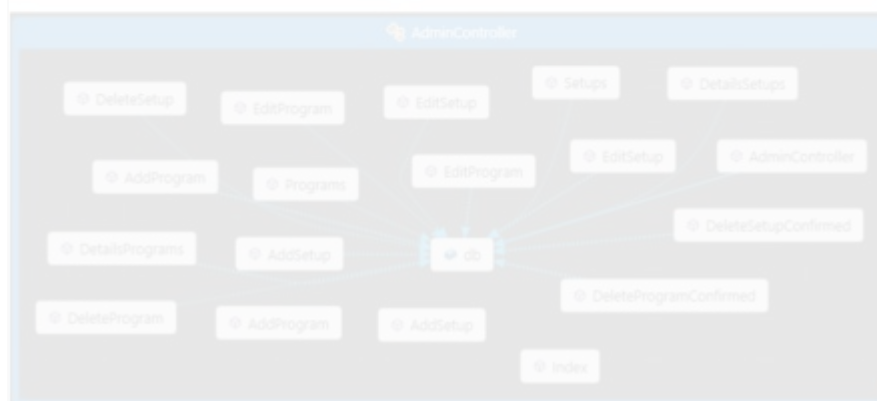 AdminController
DeleteSetup
EditProgram
EditSetup
Setups
DetailsSetups
AddProgram
Programs
EditProgram
EditSetup
AdminController
DetailsPrograms
AddSetup
db
DeleteSetupConfirmed
DeleteProgram
AddProgram
AddSetup
DeleteProgramConfirmed
Index